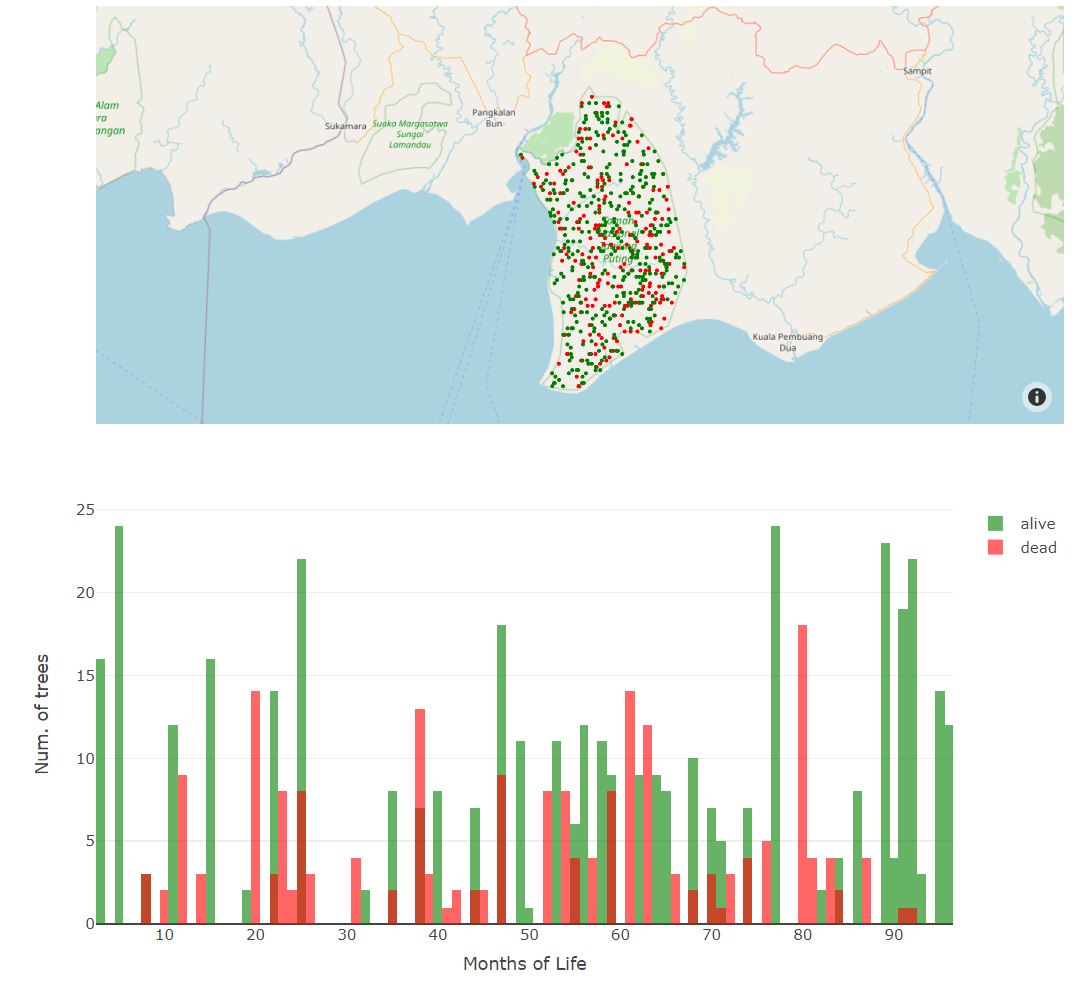 Sampit
Alam
ra
angan
Pangkalan
Bun
Sukamara
Suaka Margasatwa
Sungai
Lamandau
Taman
Nasional
Tanjung
Puting
Kuala Pembuang
Dua
i
25
20
15
10
5
0
Num. of trees
10 20 30 40 50 60 70 80 90
Months of Life
alive
dead